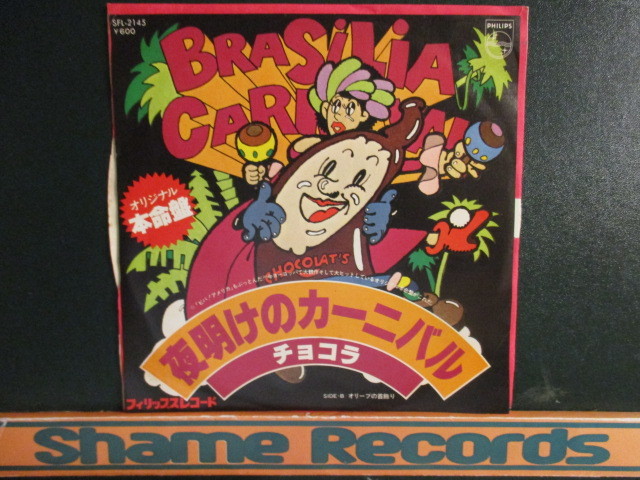 SFL-2145
¥600
PHILIPS
BRASILIA
CARNIVAL
オリジナル
本命盤
CHOCOLAT'S
夜明けのカーニバル
チョコラ
SIDE・B オリーブの首飾り
フィリップスレコード
Shame Records